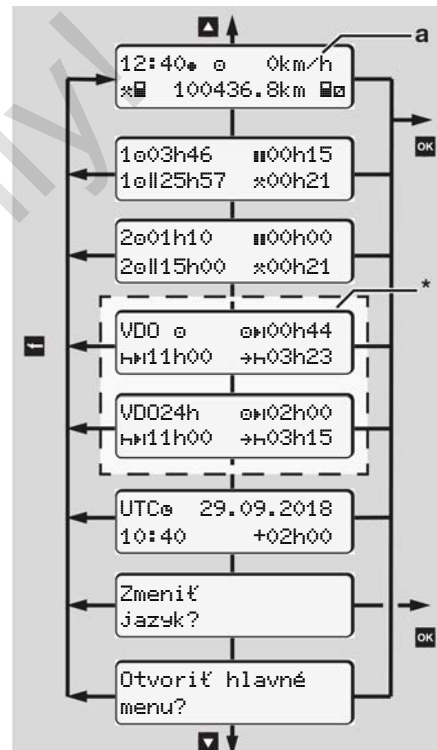 a
12:40 0km/h
100436.8km
OK
1 03h46 00h15
1 25h57 00h21
2 01h10 00h00
2 15h00 00h21
*
VDO 00h44
11h00 03h23
VDO24h 02h00
11h00 03h15
UTC 29.09.2018
10:40 +02h00
Zmeniť
jazyk?
OK
Otvoriť hlavné
menu?